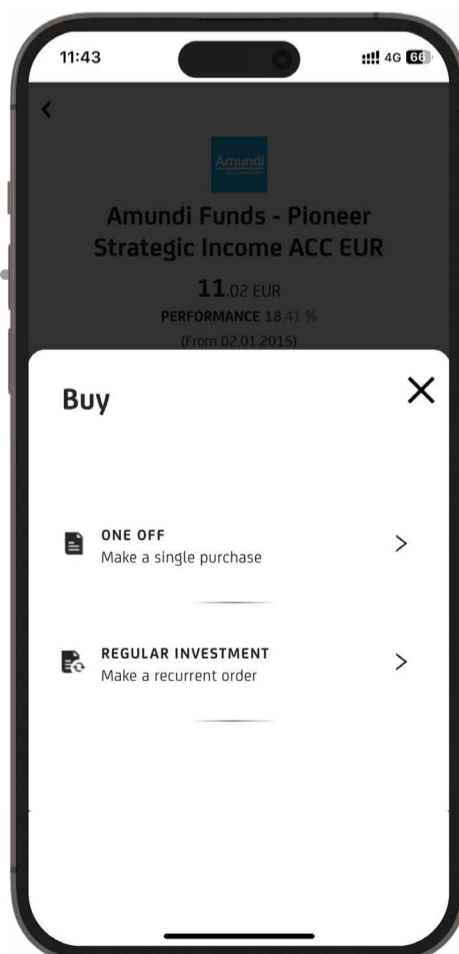 11:43
4G 66
Amundi
Amundi Funds - Pioneer
Strategic Income ACC EUR
11.02 EUR
PERFORMANCE 18.41 %
(From 02.01.2015)
Buy
ONE OFF
Make a single purchase
REGULAR INVESTMENT
Make a recurrent order